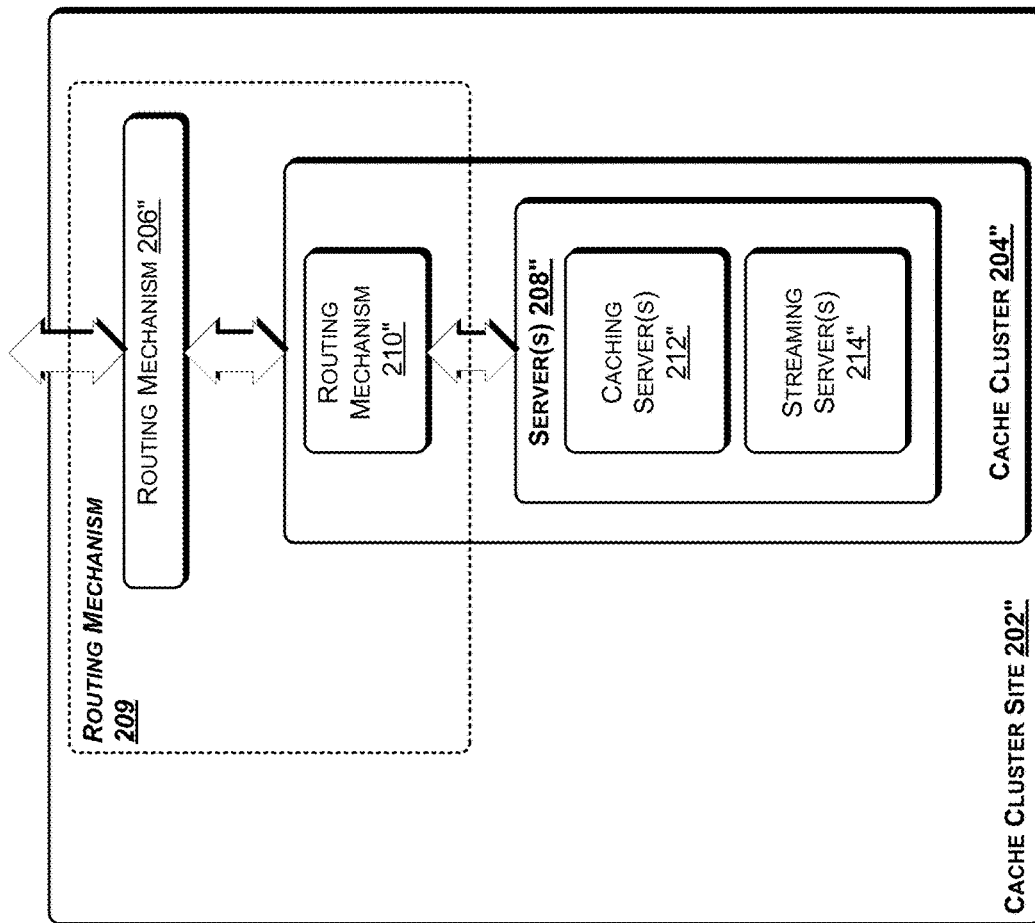 ROUTING MECHANISM
209
ROUTING MECHANISM 206"
ROUTING
MECHANISM
210"
SERVER(S) 208"
CACHING
SERVER(S)
212"
STREAMING
SERVER(S)
214"
CACHE CLUSTER 204"
CACHE CLUSTER SITE 202"